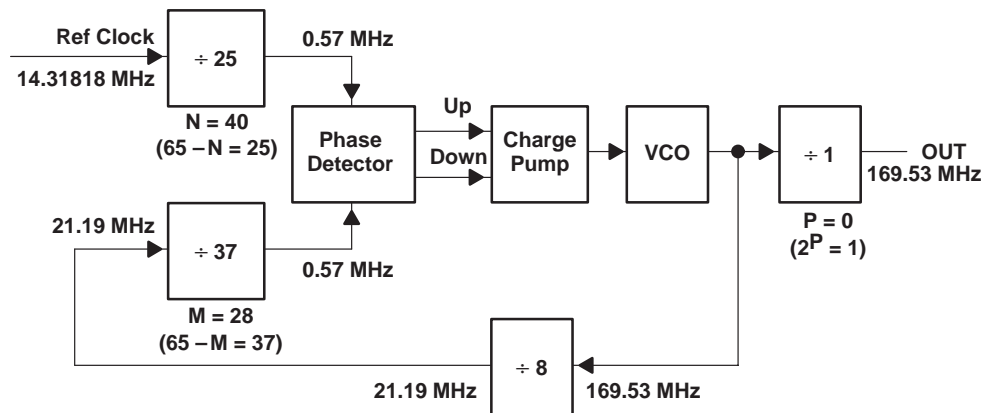 Ref Clock
14.31818 MHz
÷ 25
N = 40
(65 – N = 25)
0.57 MHz
Phase
Detector
Up
Down
Charge
Pump
VCO
÷ 1
OUT
169.53 MHz
P = 0
(2^P = 1)
21.19 MHz
÷ 37
0.57 MHz
M = 28
(65 – M = 37)
21.19 MHz
÷ 8
169.53 MHz